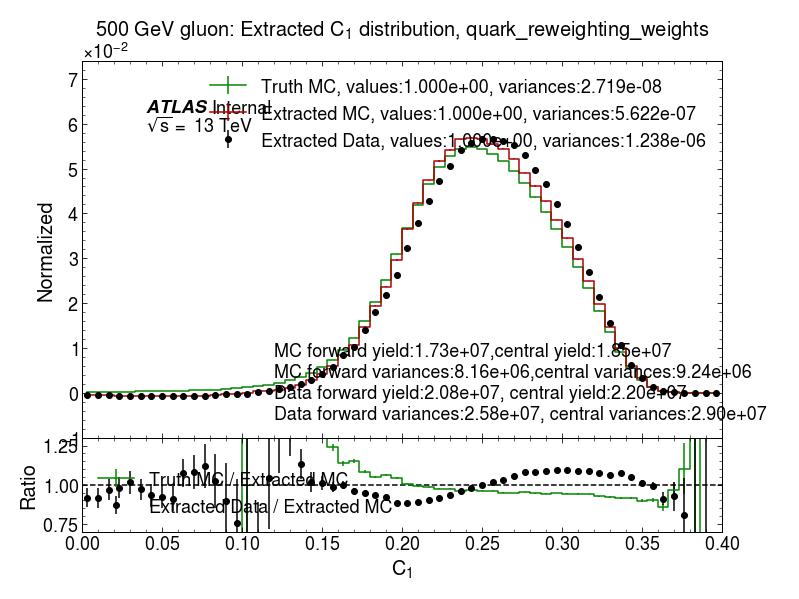 500 GeV gluon: Extracted C₁ distribution, quark_reweighting_weights
×10⁻²
Truth MC, values:1.000e+00, variances:2.719e-08
ATLAS Internal
Extracted MC, values:1.000e+00, variances:5.622e-07
√s = 13 TeV
Extracted Data, values:1.000e+00, variances:1.238e-06
7
6
5
4
3
2
1
0
−1
Normalized
MC forward yield:1.73e+07,central yield:1.85e+07
MC forward variances:8.16e+06,central variances:9.24e+06
Data forward yield:2.08e+07, central yield:2.20e+07
Data forward variances:2.58e+07, central variances:2.90e+07
1.25
1.00
0.75
Ratio
Truth MC / Extracted MC
Extracted Data / Extracted MC
0.00 0.05 0.10 0.15 0.20 0.25 0.30 0.35 0.40
C₁